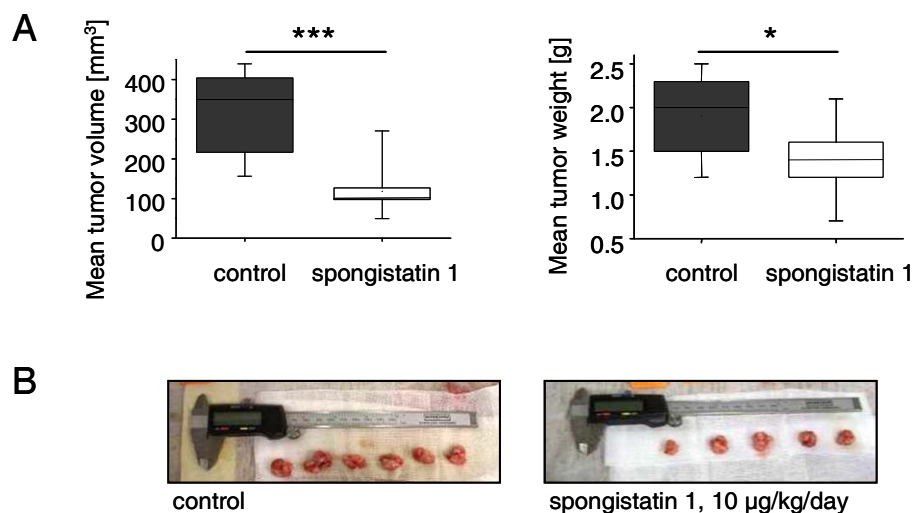 A
Mean tumor volume [mm³]
***
400
300
200
100
0
control
spongistatin 1
Mean tumor weight [g]
*
2.5
2.0
1.5
1.0
0.5
control
spongistatin 1
B
control
spongistatin 1, 10 µg/kg/day